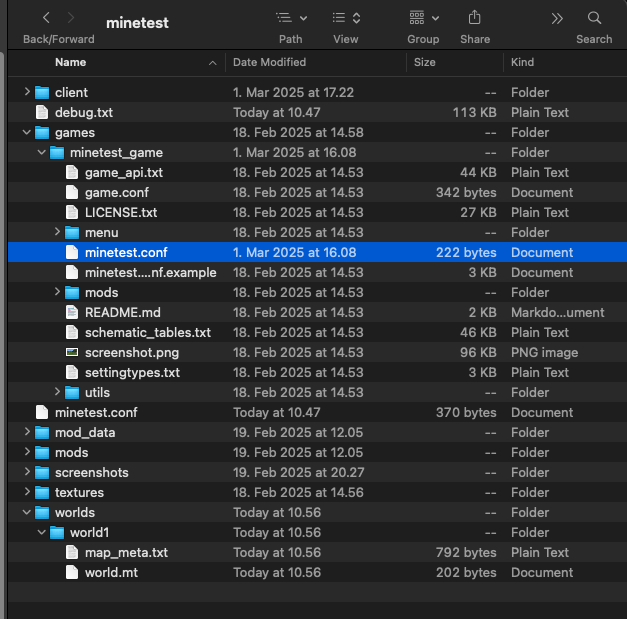 minetest
Back/Forward Path View Group Share Search
Name Date Modified Size Kind
client 1. Mar 2025 at 17.22 -- Folder
debug.txt Today at 10.47 113 KB Plain Text
games 18. Feb 2025 at 14.58 -- Folder
minetest_game 1. Mar 2025 at 16.08 -- Folder
game_api.txt 18. Feb 2025 at 14.53 44 KB Plain Text
game.conf 18. Feb 2025 at 14.53 342 bytes Document
LICENSE.txt 18. Feb 2025 at 14.53 27 KB Plain Text
menu 18. Feb 2025 at 14.53 -- Folder
minetest.conf 1. Mar 2025 at 16.08 222 bytes Document
minetest....nf.example 18. Feb 2025 at 14.53 3 KB Document
mods 18. Feb 2025 at 14.53 -- Folder
README.md 18. Feb 2025 at 14.53 2 KB Markdo...ument
schematic_tables.txt 18. Feb 2025 at 14.53 46 KB Plain Text
screenshot.png 18. Feb 2025 at 14.53 96 KB PNG image
settingtypes.txt 18. Feb 2025 at 14.53 3 KB Plain Text
utils 18. Feb 2025 at 14.53 -- Folder
minetest.conf Today at 10.47 370 bytes Document
mod_data 19. Feb 2025 at 12.05 -- Folder
mods 19. Feb 2025 at 12.05 -- Folder
screenshots 19. Feb 2025 at 20.27 -- Folder
textures 18. Feb 2025 at 14.56 -- Folder
worlds Today at 10.56 -- Folder
world1 Today at 10.56 -- Folder
map_meta.txt Today at 10.56 792 bytes Plain Text
world.mt Today at 10.56 202 bytes Document